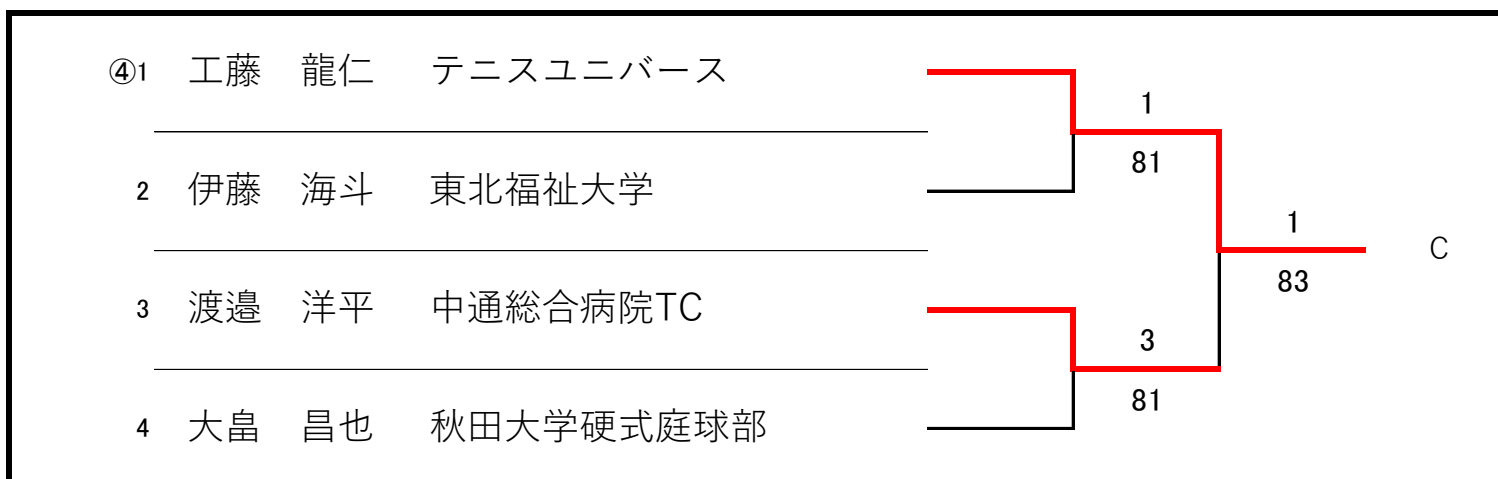 ④1 工藤 龍仁 テニスユニバース
1
81
2 伊藤 海斗 東北福祉大学
1
83
C
3 渡邉 洋平 中通総合病院TC
3
81
4 大畠 昌也 秋田大学硬式庭球部